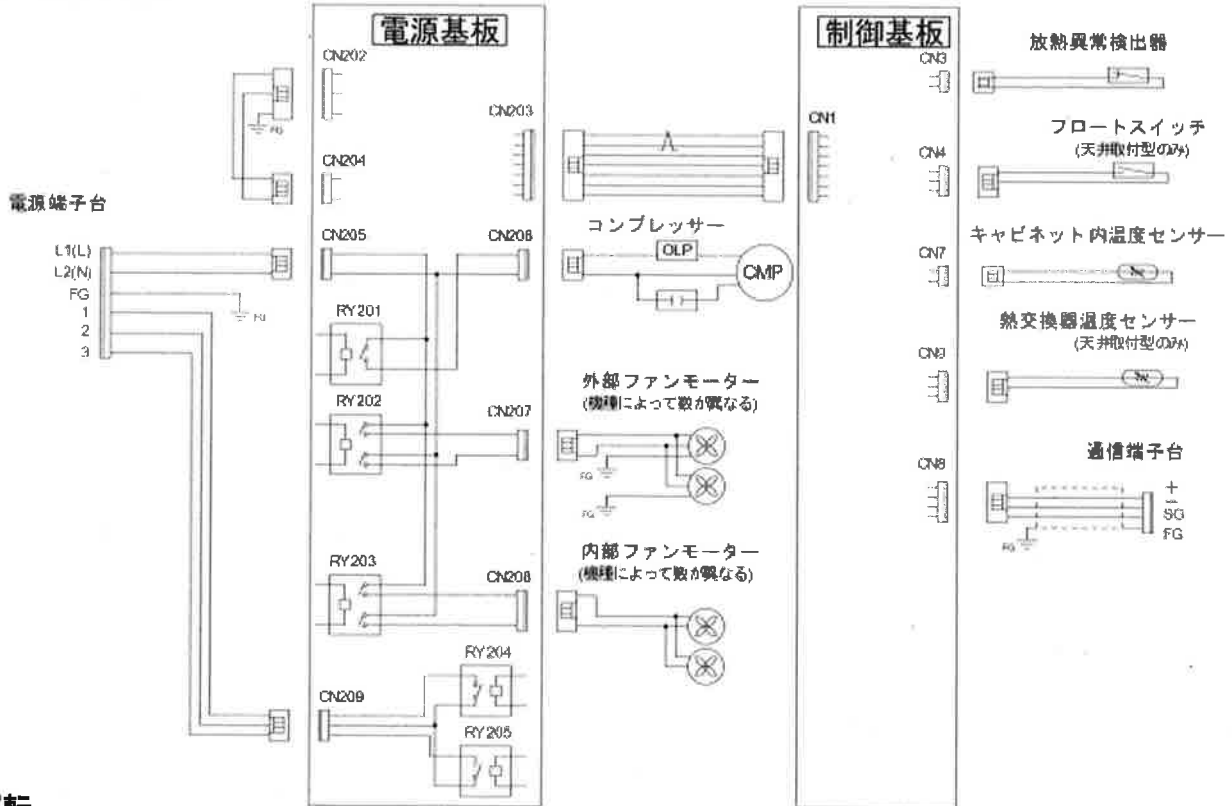 電源基板
制御基板
CN202
CN203
CN204
FG
電源端子台
L1(L)
L2(N)
FG
1
2
3
FG
CN205
CN206
RY201
RY202
CN207
RY203
CN208
RY204
CN209
RY205
コンプレッサー
OLP
CMP
外部ファンモーター
(機種によって数が異なる)
FG
FG
内部ファンモーター
(機種によって数が異なる)
CN1
CN3
放熱異常検出器
CN4
フロートスイッチ
(天井取付型のみ)
CN7
キャビネット内温度センサー
CN9
熱交換器温度センサー
(天井取付型のみ)
CN8
通信端子台
+
−
SG
FG
FG